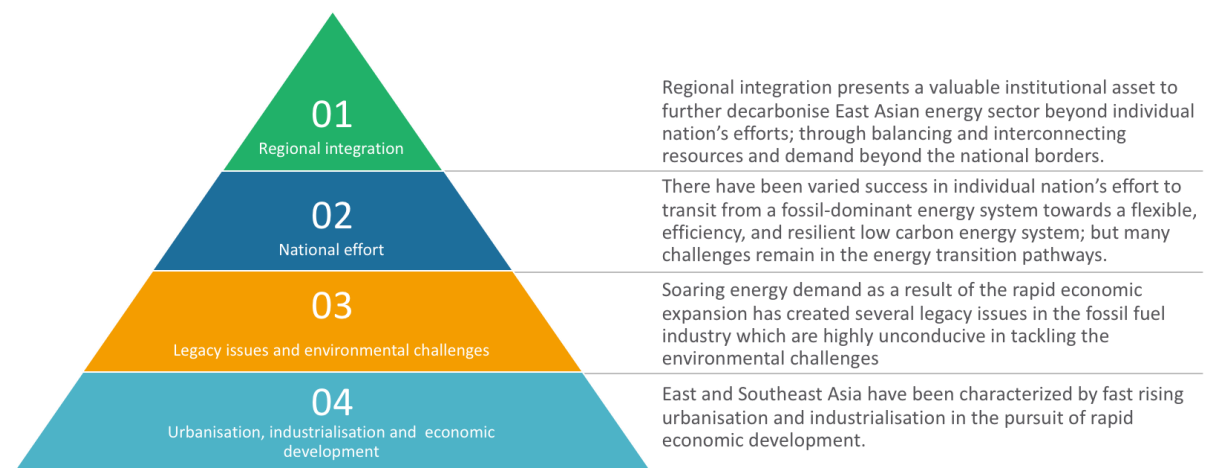 01
Regional integration
Regional integration presents a valuable institutional asset to
further decarbonise East Asian energy sector beyond individual
nation's efforts; through balancing and interconnecting
resources and demand beyond the national borders.
02
National effort
There have been varied success in individual nation's effort to
transit from a fossil-dominant energy system towards a flexible,
efficiency, and resilient low carbon energy system; but many
challenges remain in the energy transition pathways.
03
Legacy issues and environmental challenges
Soaring energy demand as a result of the rapid economic
expansion has created several legacy issues in the fossil fuel
industry which are highly unconducive in tackling the
environmental challenges
04
Urbanisation, industrialisation and economic
development
East and Southeast Asia have been characterized by fast rising
urbanisation and industrialisation in the pursuit of rapid
economic development.